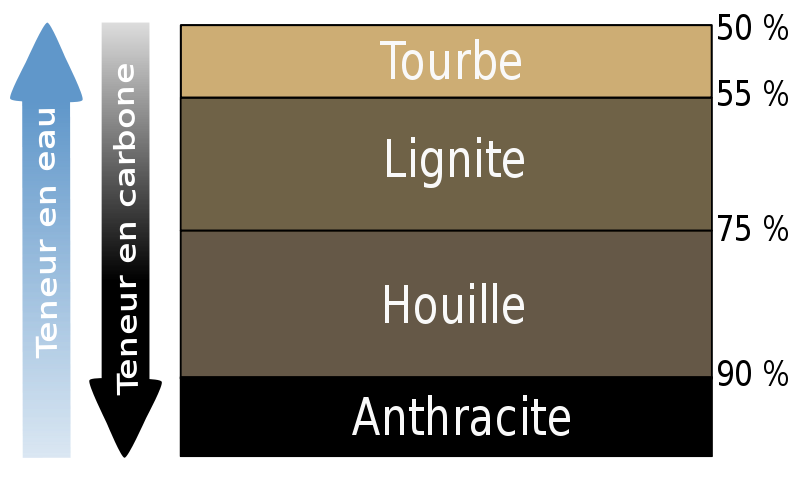 Teneur en eau
Teneur en carbone
Tourbe
Lignite
Houille
Anthracite
50 %
55 %
75 %
90 %